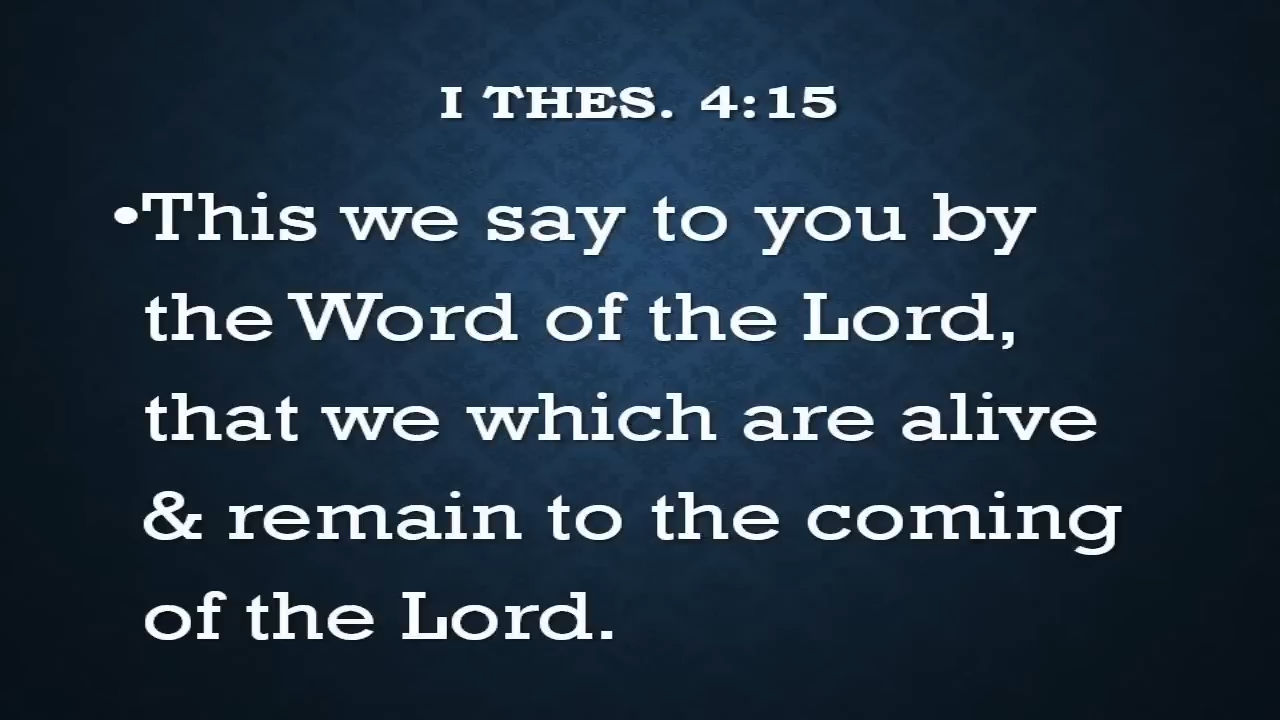 I THES. 4:15
•This we say to you by
the Word of the Lord,
that we which are alive
& remain to the coming
of the Lord.